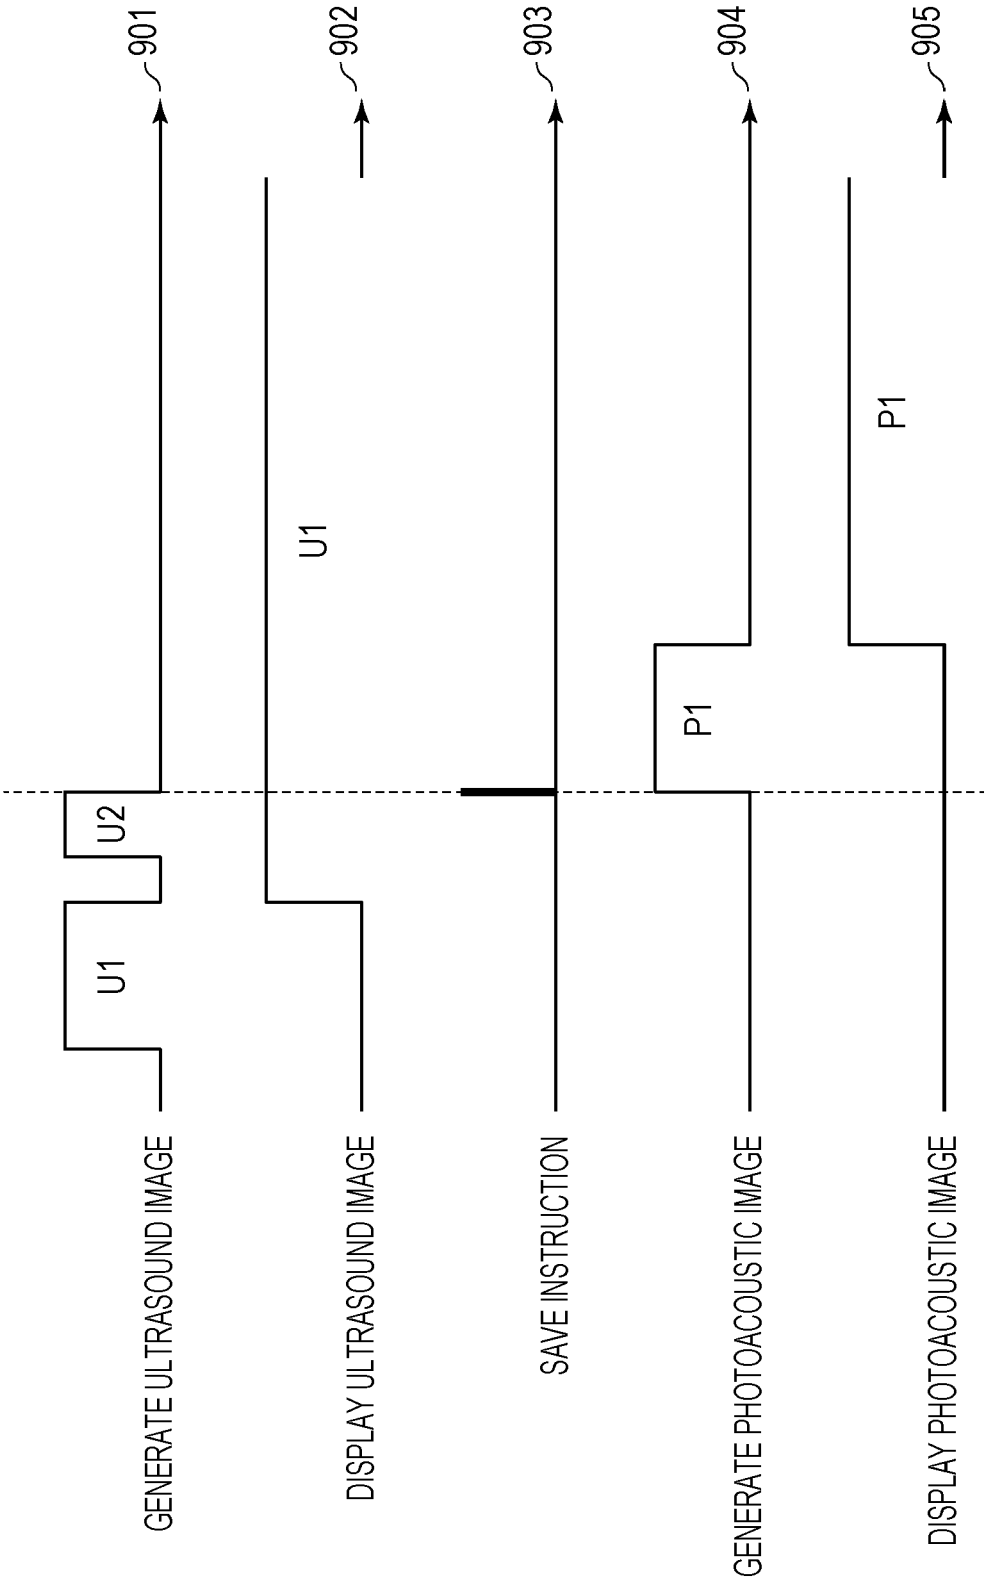 GENERATE ULTRASOUND IMAGE
U1
U2
901
DISPLAY ULTRASOUND IMAGE
U1
902
SAVE INSTRUCTION
903
GENERATE PHOTOACOUSTIC IMAGE
P1
904
DISPLAY PHOTOACOUSTIC IMAGE
P1
905